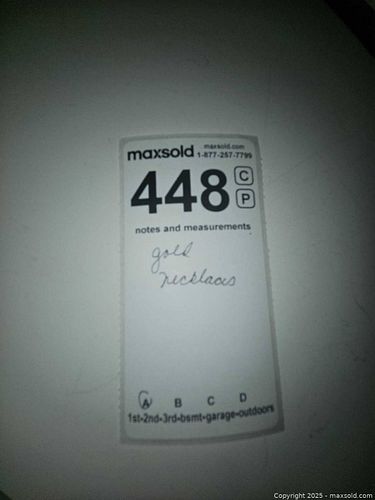 maxsold maxsold.com
1-877-257-7799
448 C
P
notes and measurements
gold
necklaces
A B C D
1st-2nd-3rd-bsmt-garage-outdoors
Copyright © 2025 - maxsold.com